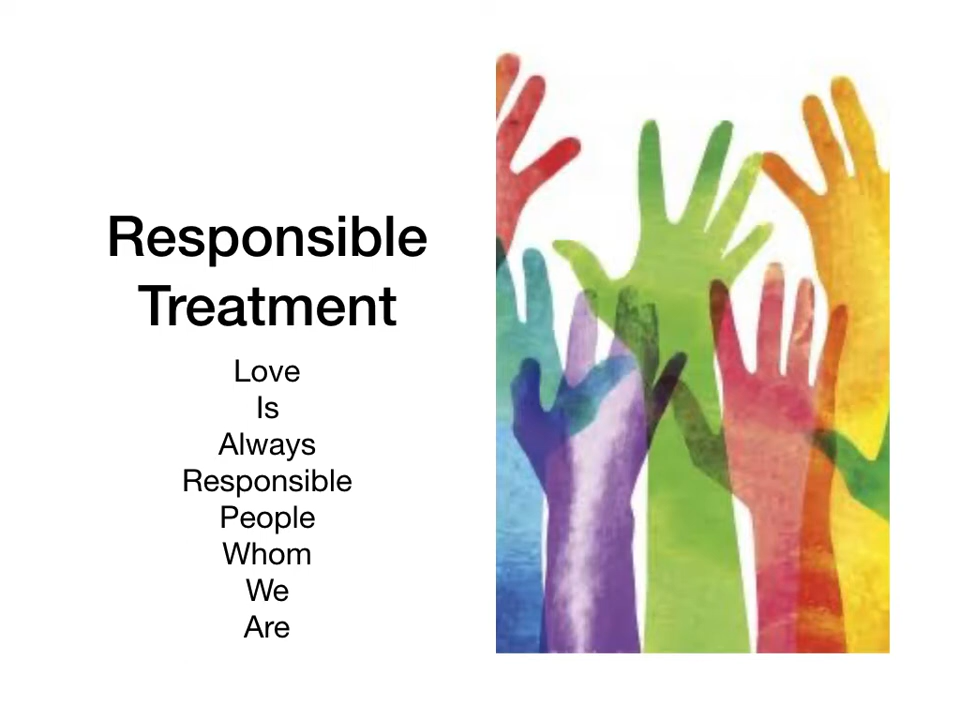 Responsible
Treatment
Love
Is
Always
Responsible
People
Whom
We
Are